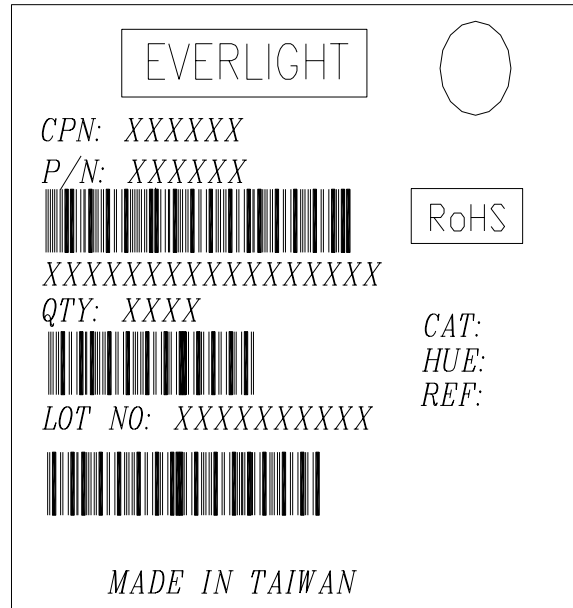 EVERLIGHT
CPN: XXXXXX
P/N: XXXXXX
RoHS
XXXXXXXXXXXXXXXXX
QTY: XXXX
CAT:
HUE:
REF:
LOT NO: XXXXXXXXXX
MADE IN TAIWAN